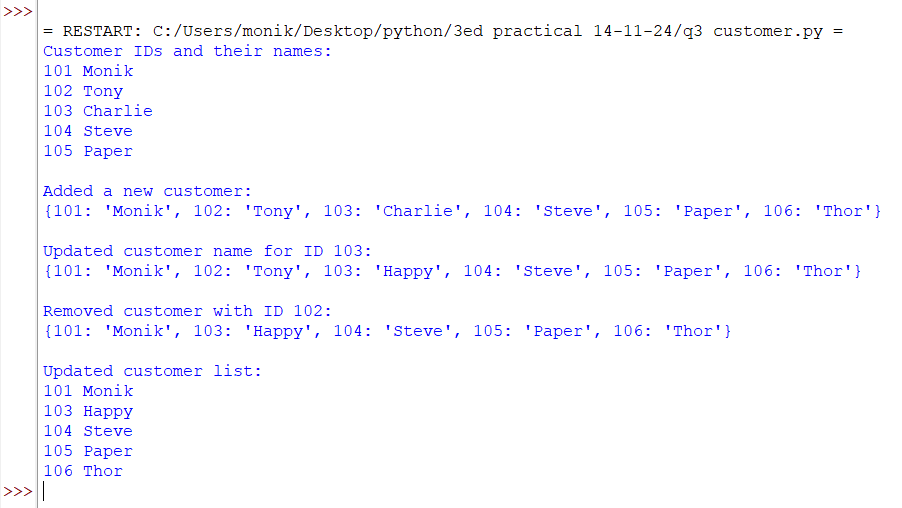 >>>
= RESTART: C:/Users/monik/Desktop/python/3ed practical 14-11-24/q3 customer.py =
Customer IDs and their names:
101 Monik
102 Tony
103 Charlie
104 Steve
105 Paper
Added a new customer:
{101: 'Monik', 102: 'Tony', 103: 'Charlie', 104: 'Steve', 105: 'Paper', 106: 'Thor'}
Updated customer name for ID 103:
{101: 'Monik', 102: 'Tony', 103: 'Happy', 104: 'Steve', 105: 'Paper', 106: 'Thor'}
Removed customer with ID 102:
{101: 'Monik', 103: 'Happy', 104: 'Steve', 105: 'Paper', 106: 'Thor'}
Updated customer list:
101 Monik
103 Happy
104 Steve
105 Paper
106 Thor
>>>